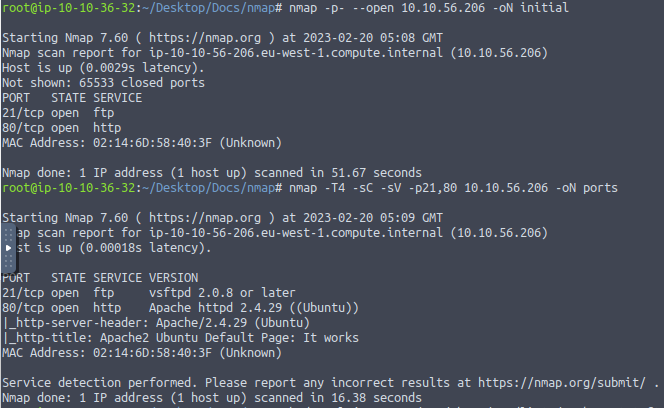 root@ip-10-10-36-32:~/Desktop/Docs/nmap# nmap -p- --open 10.10.56.206 -oN initial
Starting Nmap 7.60 ( https://nmap.org ) at 2023-02-20 05:08 GMT
Nmap scan report for ip-10-10-56-206.eu-west-1.compute.internal (10.10.56.206)
Host is up (0.0029s latency).
Not shown: 65533 closed ports
PORT   STATE SERVICE
21/tcp open  ftp
80/tcp open  http
MAC Address: 02:14:6D:58:40:3F (Unknown)
Nmap done: 1 IP address (1 host up) scanned in 51.67 seconds
root@ip-10-10-36-32:~/Desktop/Docs/nmap# nmap -T4 -sC -sV -p21,80 10.10.56.206 -oN ports
Starting Nmap 7.60 ( https://nmap.org ) at 2023-02-20 05:09 GMT
ap scan report for ip-10-10-56-206.eu-west-1.compute.internal (10.10.56.206)
st is up (0.00018s latency).
PORT   STATE SERVICE VERSION
21/tcp open  ftp     vsftpd 2.0.8 or later
80/tcp open  http    Apache httpd 2.4.29 ((Ubuntu))
|_http-server-header: Apache/2.4.29 (Ubuntu)
|_http-title: Apache2 Ubuntu Default Page: It works
MAC Address: 02:14:6D:58:40:3F (Unknown)
Service detection performed. Please report any incorrect results at https://nmap.org/submit/ .
Nmap done: 1 IP address (1 host up) scanned in 16.38 seconds